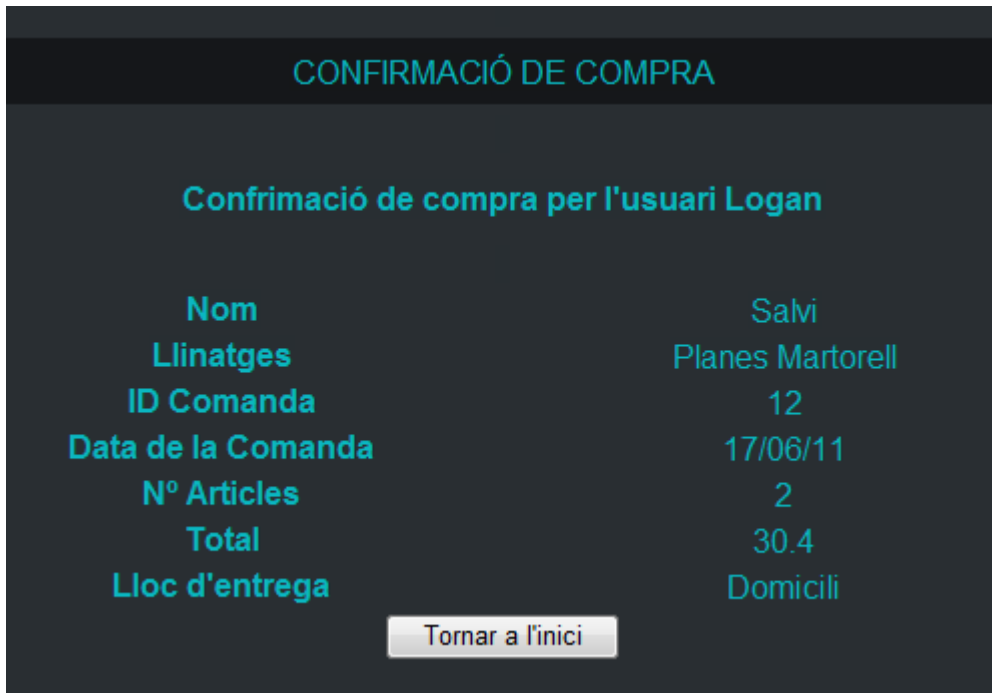 CONFIRMACIÓ DE COMPRA
Confrimació de compra per l'usuari Logan
Nom Salvi
Llinatges Planes Martorell
ID Comanda 12
Data de la Comanda 17/06/11
Nº Articles 2
Total 30.4
Lloc d'entrega Domicili
Tornar a l'inici